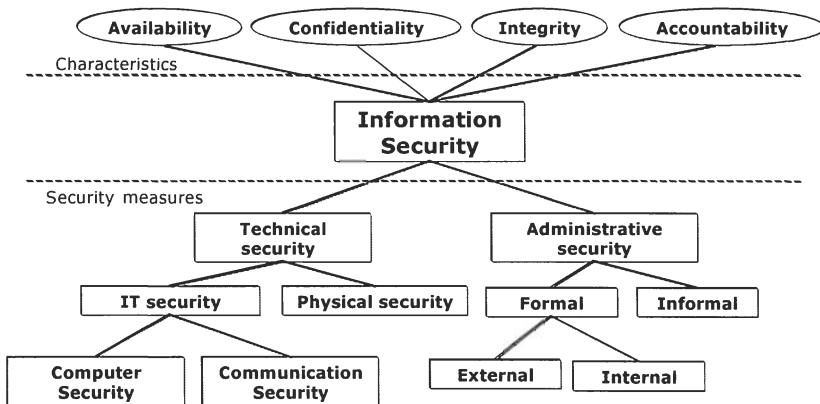 Availability
Confidentiality
Integrity
Accountability
Characteristics
Information
Security
Security measures
Technical
security
Administrative
security
IT security
Physical security
Formal
Informal
Computer
Security
Communication
Security
External
Internal